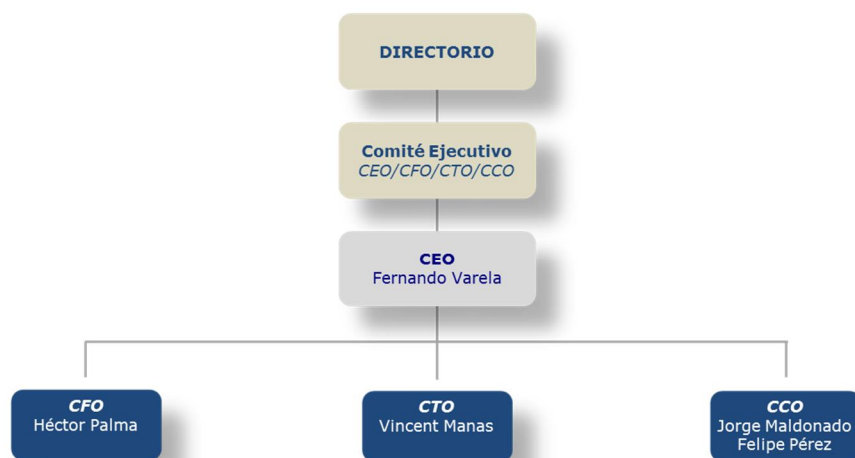 DIRECTORIO
Comité Ejecutivo
CEO/CFO/CTO/CCO
CEO
Fernando Varela
CFO
Héctor Palma
CTO
Vincent Manas
CCO
Jorge Maldonado
Felipe Pérez